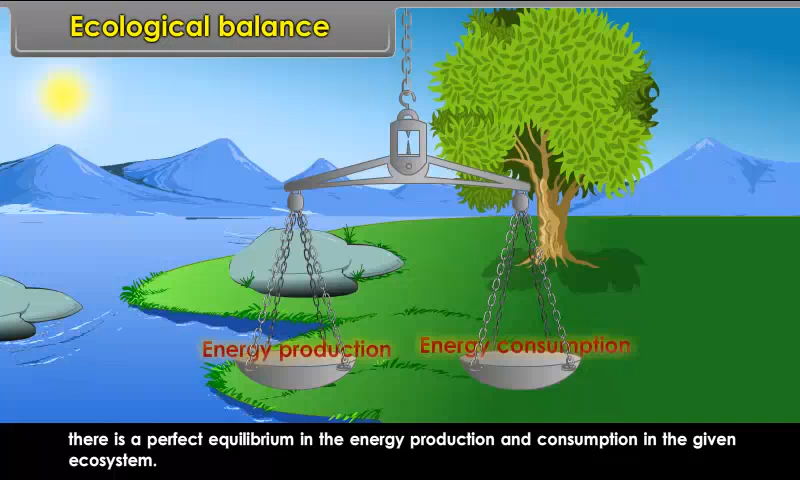 Ecological balance
Energy production
Energy consumption
there is a perfect equilibrium in the energy production and consumption in the given
ecosystem.